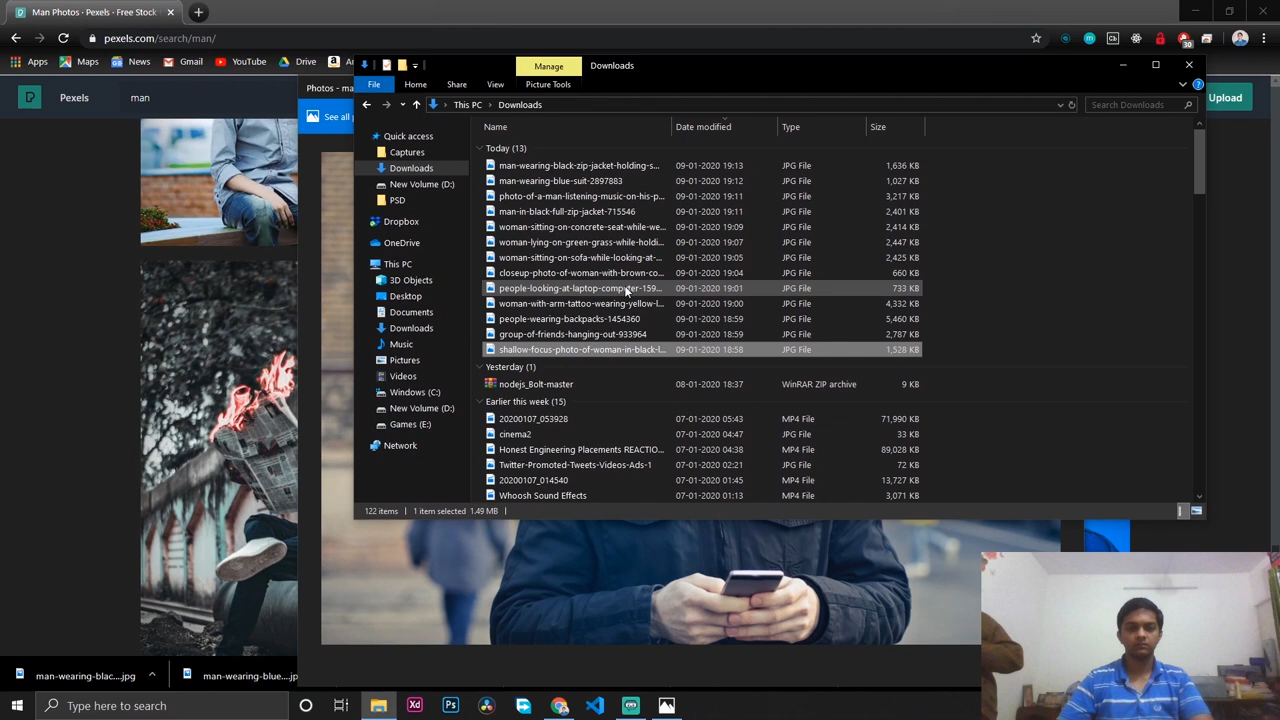 Man Photos · Pexels · Free Stock
pexels.com/search/man/
30
Apps Maps News Gmail YouTube Drive
Manage Downloads
File Home Share View Picture Tools
Pexels man
Photos - ma
Upload
See all
This PC Downloads Search Downloads
Name Date modified Type Size
Quick access
Captures
Downloads
New Volume (D:)
PSD
Dropbox
OneDrive
This PC
3D Objects
Desktop
Documents
Downloads
Music
Pictures
Videos
Windows (C:)
New Volume (D:)
Games (E:)
Network
Today (13)
man-wearing-black-zip-jacket-holding-s... 09-01-2020 19:13 JPG File 1,636 KB
man-wearing-blue-suit-2897883 09-01-2020 19:12 JPG File 1,027 KB
photo-of-a-man-listening-music-on-his-p... 09-01-2020 19:11 JPG File 3,217 KB
man-in-black-full-zip-jacket-715546 09-01-2020 19:11 JPG File 2,401 KB
woman-sitting-on-concrete-seat-while-we... 09-01-2020 19:09 JPG File 2,414 KB
woman-lying-on-green-grass-while-holdi... 09-01-2020 19:07 JPG File 2,447 KB
woman-sitting-on-sofa-while-looking-at-... 09-01-2020 19:05 JPG File 2,425 KB
closeup-photo-of-woman-with-brown-co... 09-01-2020 19:04 JPG File 660 KB
people-looking-at-laptop-computer-159... 09-01-2020 19:01 JPG File 733 KB
woman-with-arm-tattoo-wearing-yellow-l... 09-01-2020 19:00 JPG File 4,332 KB
people-wearing-backpacks-1454360 09-01-2020 18:59 JPG File 5,460 KB
group-of-friends-hanging-out-933964 09-01-2020 18:59 JPG File 2,787 KB
shallow-focus-photo-of-woman-in-black-l... 09-01-2020 18:58 JPG File 1,528 KB
Yesterday (1)
nodejs_Bolt-master 08-01-2020 18:37 WinRAR ZIP archive 9 KB
Earlier this week (15)
20200107_053928 07-01-2020 05:43 MP4 File 71,990 KB
cinema2 07-01-2020 04:47 JPG File 33 KB
Honest Engineering Placements REACTIO... 07-01-2020 04:38 MP4 File 89,028 KB
Twitter-Promoted-Tweets-Videos-Ads-1 07-01-2020 02:21 JPG File 72 KB
20200107_014540 07-01-2020 01:45 MP4 File 13,727 KB
Whoosh Sound Effects 07-01-2020 01:13 MP4 File 3,071 KB
122 items 1 item selected 1.49 MB
man-wearing-blac....jpg man-wearing-blue....jp
Type here to search
Xd Ps